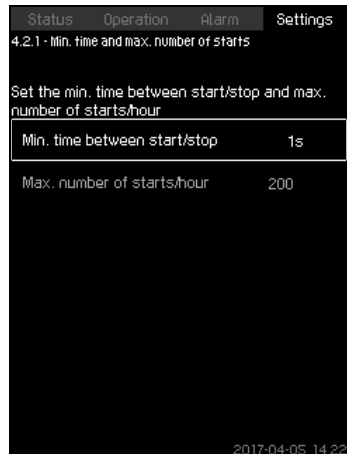 Status Operation Alarm Settings
4.2.1 - Min. time and max. number of starts
Set the min. time between start/stop and max.
number of starts/hour
Min. time between start/stop 1s
Max. number of starts/hour 200
2017-04-05 14:22